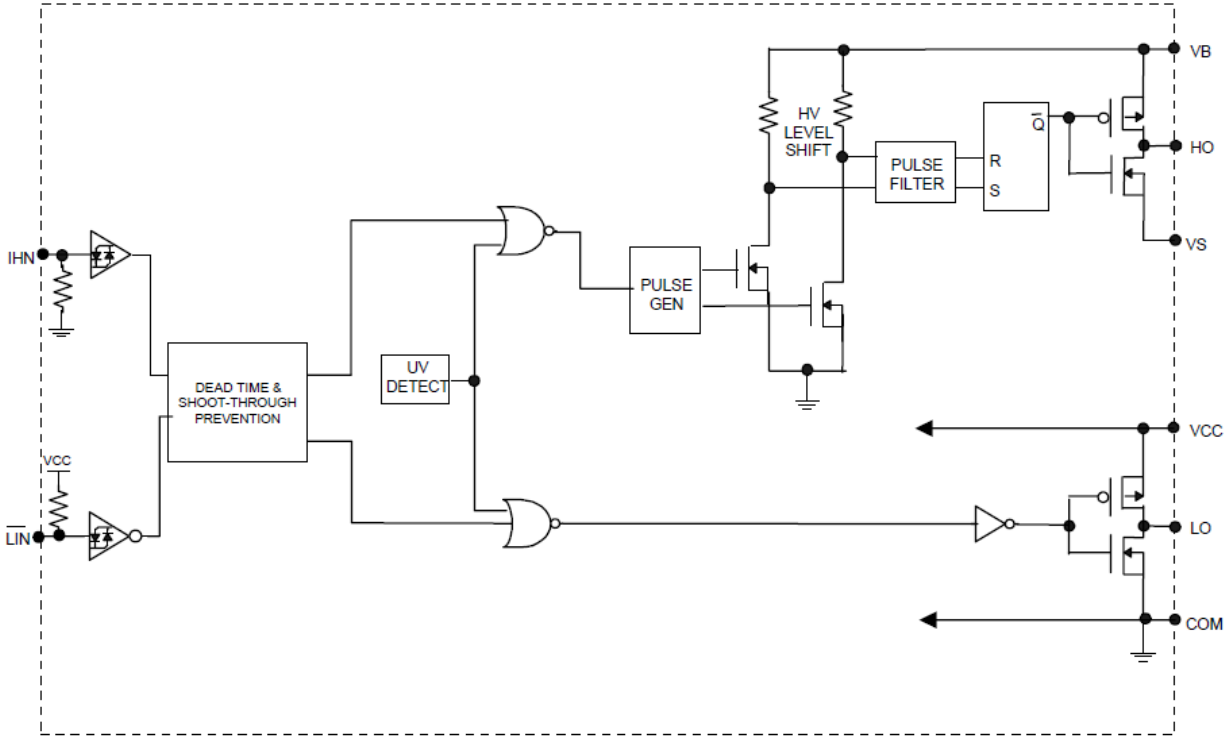 VB
HV
LEVEL
SHIFT
Q
R
S
PULSE
FILTER
HO
VS
IHN
PULSE
GEN
UV
DETECT
DEAD TIME &
SHOOT-THROUGH
PREVENTION
VCC
VCC
LIN
LO
COM